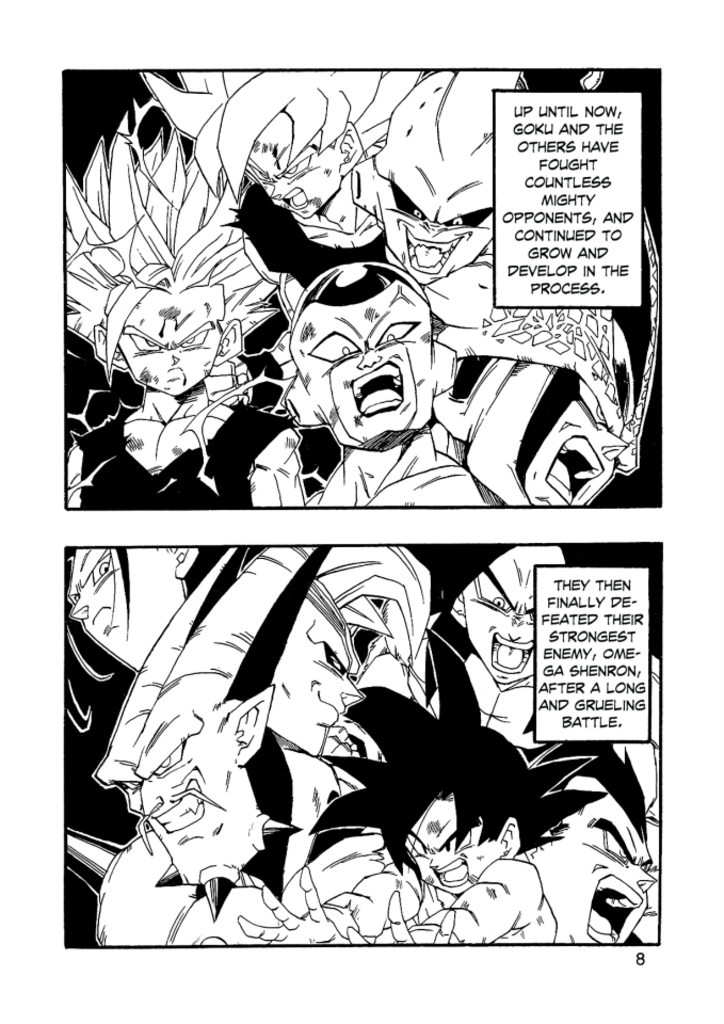 UP UNTIL NOW,
GOKU AND THE
OTHERS HAVE
FOUGHT
COUNTLESS
MIGHTY
OPPONENTS, AND
CONTINUED TO
GROW AND
DEVELOP IN THE
PROCESS.
THEY THEN
FINALLY DE-
FEATED THEIR
STRONGEST
ENEMY, OME-
GA SHENRON,
AFTER A LONG
AND GRUELING
BATTLE.
8